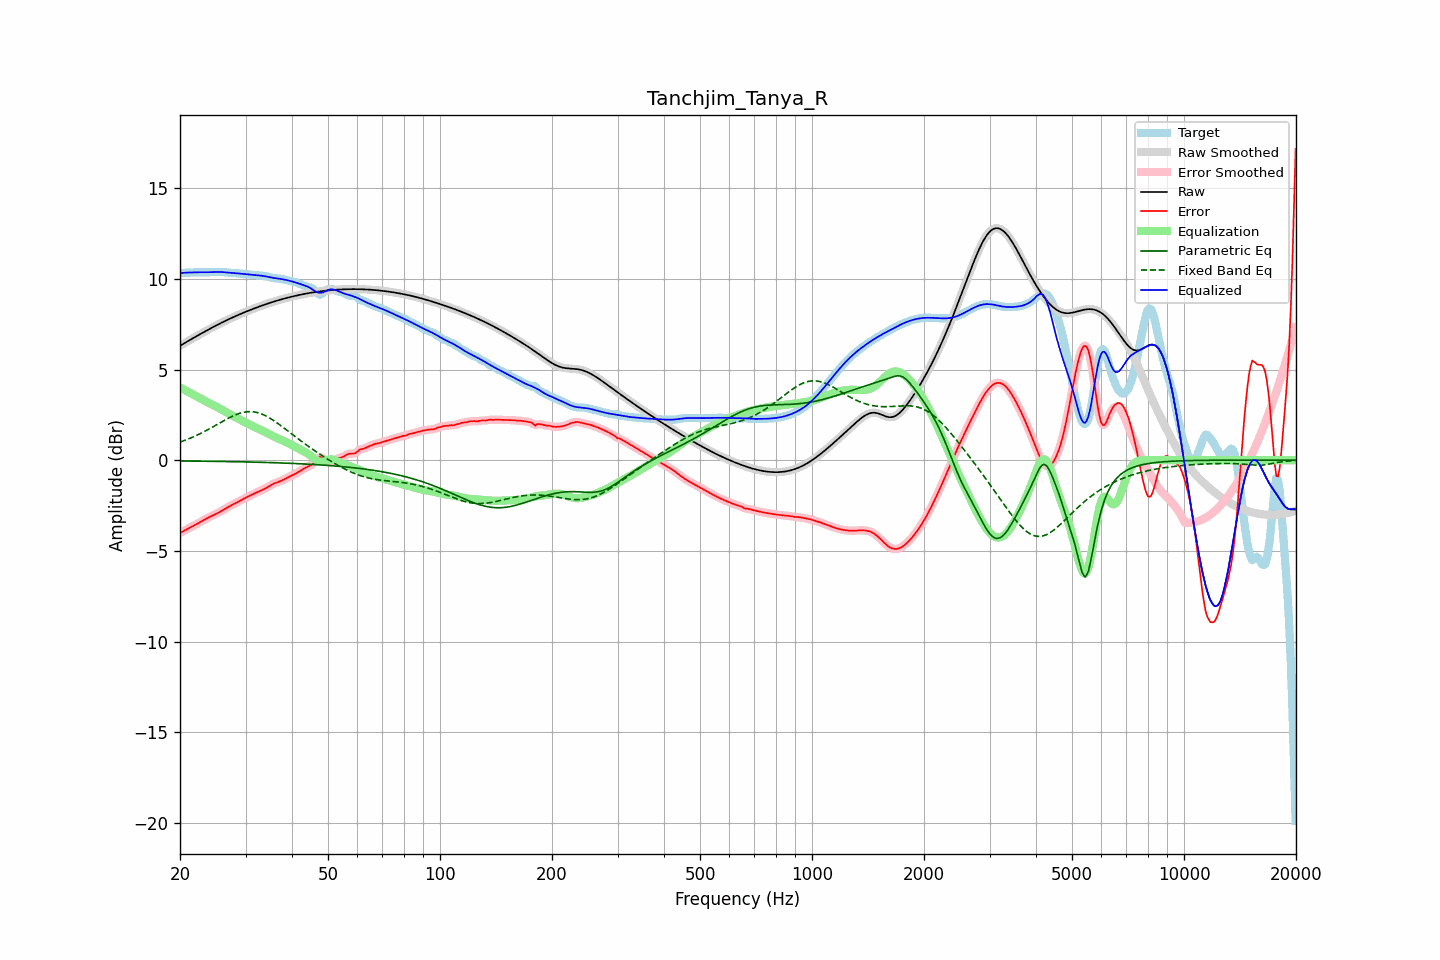 Tanchjim_Tanya_R
Target
Raw Smoothed
Error Smoothed
Raw
Error
Equalization
Parametric Eq
Fixed Band Eq
Equalized
Amplitude (dBr)
15
10
5
0
−5
−10
−15
−20
20 50 100 200 500 1000 2000 5000 10000 20000
Frequency (Hz)